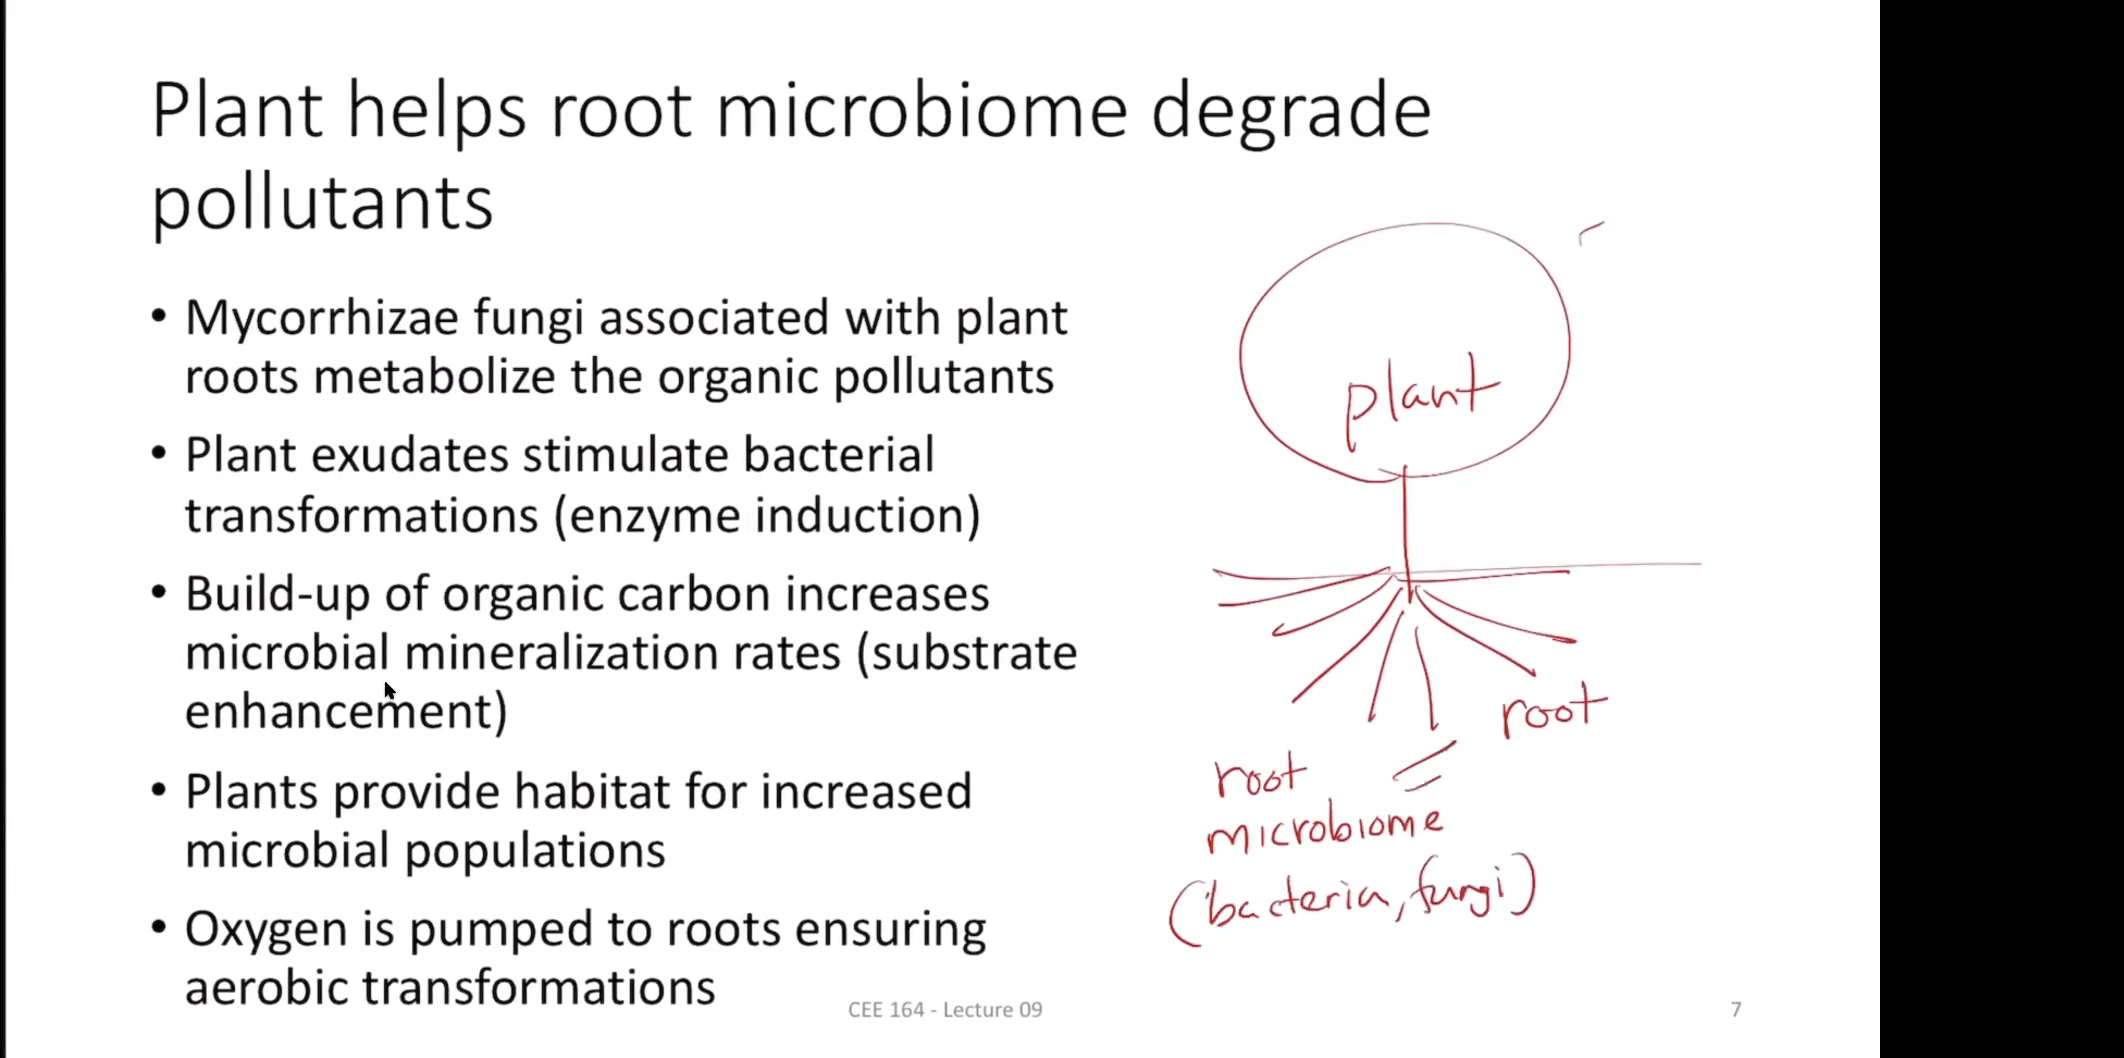 Plant helps root microbiome degrade
pollutants
• Mycorrhizae fungi associated with plant
roots metabolize the organic pollutants
• Plant exudates stimulate bacterial
transformations (enzyme induction)
• Build-up of organic carbon increases
microbial mineralization rates (substrate
enhancement)
• Plants provide habitat for increased
microbial populations
• Oxygen is pumped to roots ensuring
aerobic transformations
plant
root
root
microbiome
(bacteria, fungi)
CEE 164 - Lecture 09
7